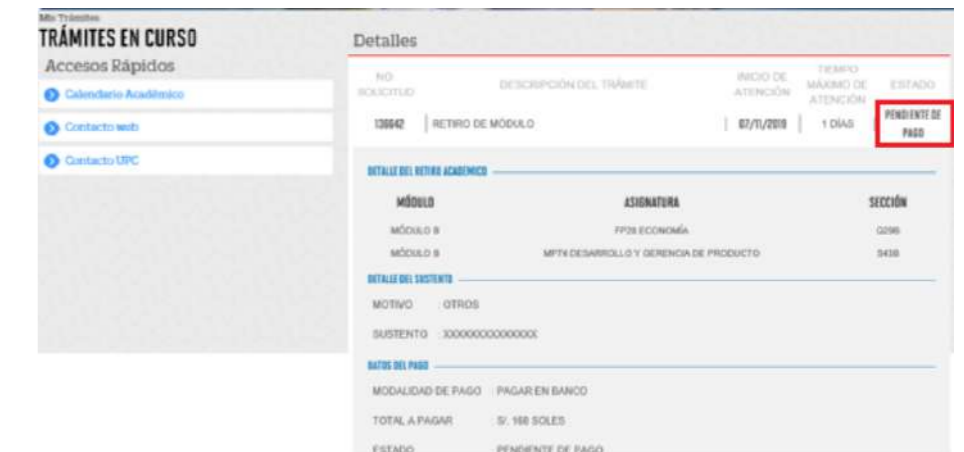 Mis Trámites
TRÁMITES EN CURSO
Accesos Rápidos
Calendario Académico
Contacto web
Contacto UPC
Detalles
NO SOLICITUD
DESCRIPCIÓN DEL TRÁMITE
INICIO DE ATENCIÓN
TIEMPO MÁXIMO DE ATENCIÓN
ESTADO
136642 RETIRO DE MÓDULO 07/11/2019 1 DÍAS PENDIENTE DE PAGO
DETALLE DEL RETIRO ACADEMICO
MÓDULO ASIGNATURA SECCIÓN
MÓDULO B FP28 ECONOMÍA G29B
MÓDULO B MP74 DESARROLLO Y GERENCIA DE PRODUCTO S43B
DETALLE DEL SUSTENTO
MOTIVO : OTROS
SUSTENTO : XXXXXXXXXXXXXX
DATOS DEL PAGO
MODALIDAD DE PAGO : PAGAR EN BANCO
TOTAL A PAGAR : S/. 168 SOLES
ESTADO : PENDIENTE DE PAGO